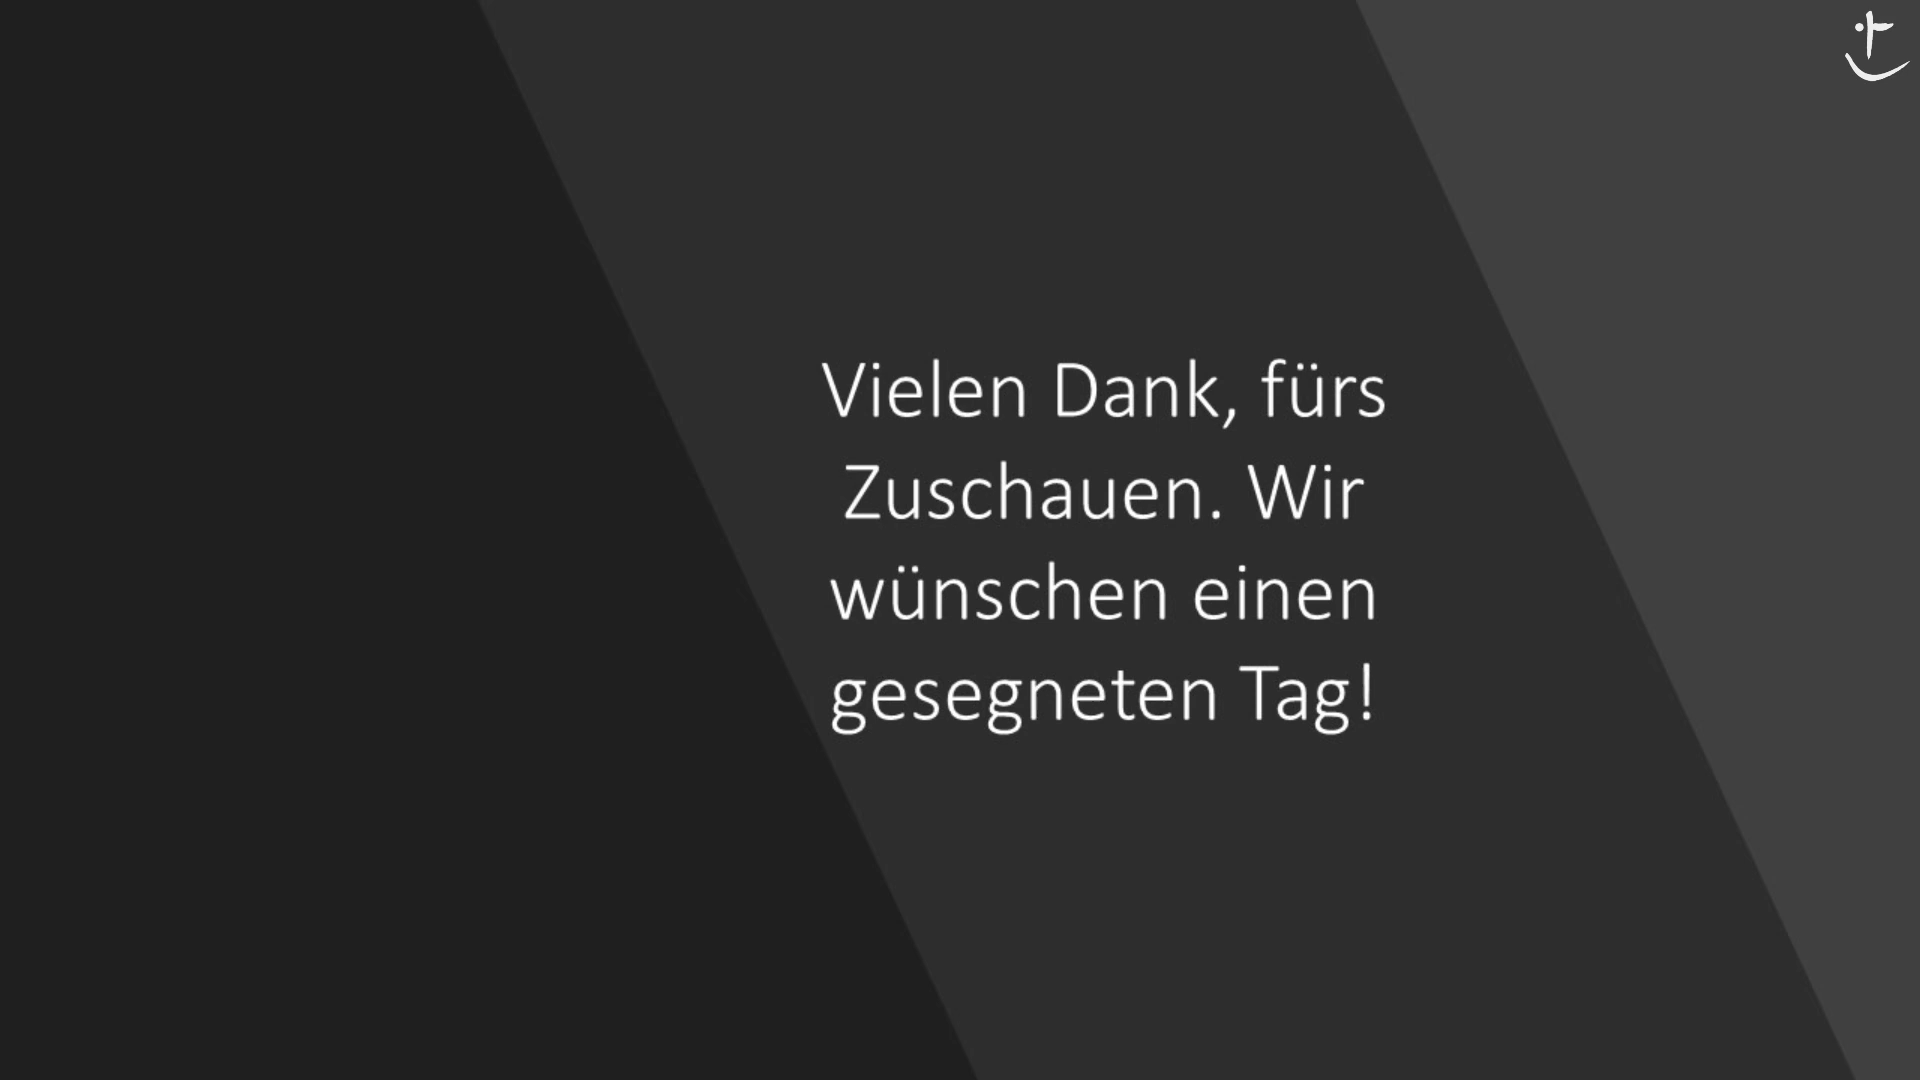 Vielen Dank, fürs
Zuschauen. Wir
wünschen einen
gesegneten Tag!